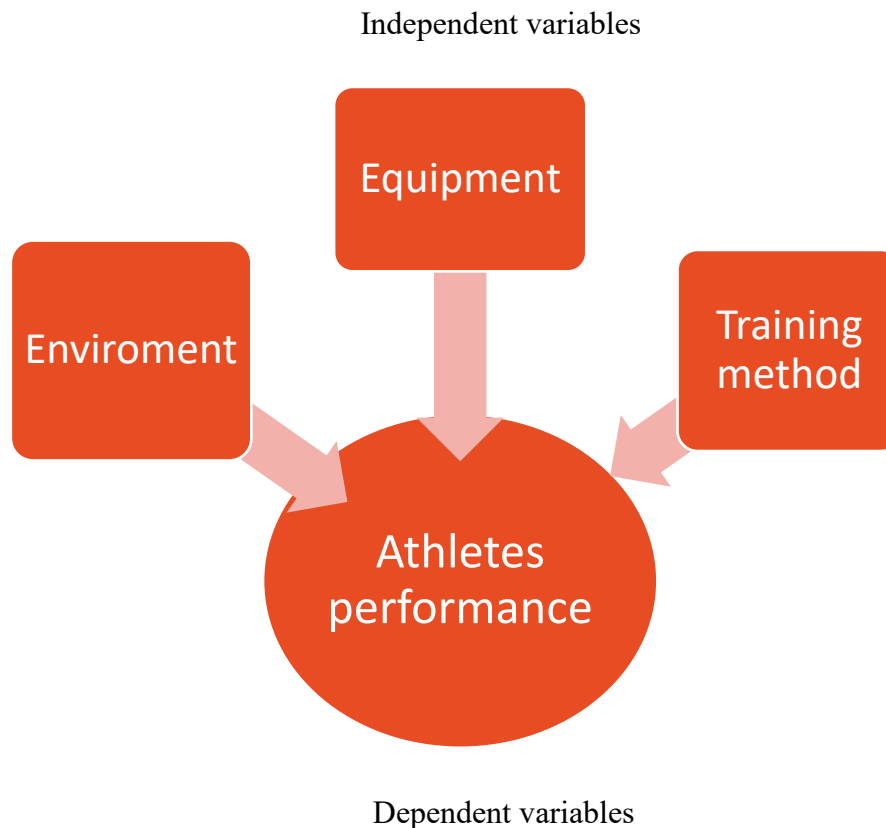 Independent variables
Equipment
Enviroment
Training
method
Athletes
performance
Dependent variables